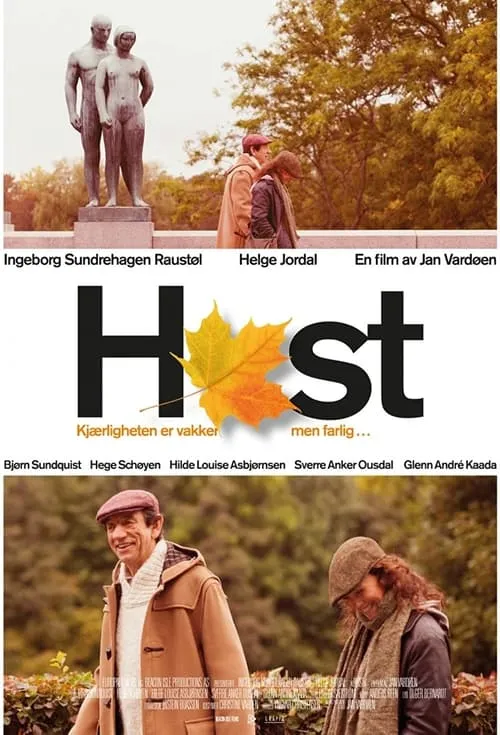 Ingeborg Sundrehagen Raustøl Helge Jordal En film av Jan Vardøen
H st
Kjærligheten er vakker men farlig...
Bjørn Sundquist Hege Schøyen Hilde Louise Asbjørnsen Sverre Anker Ousdal Glenn André Kaada